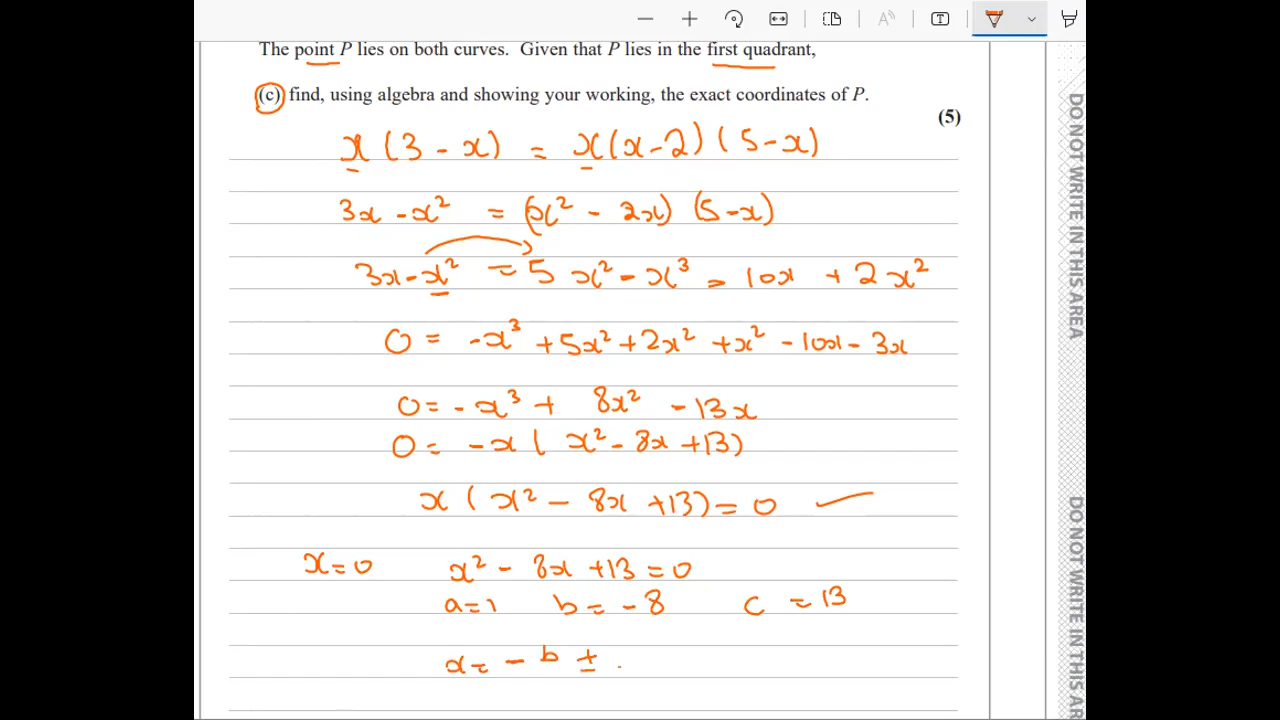 The point P lies on both curves. Given that P lies in the first quadrant,
(c) find, using algebra and showing your working, the exact coordinates of P.
(5)
x(3 - x) = x(x-2)(5-x)
3x - x² = (x² - 2x)(5-x)
3x - x² = 5x² - x³ - 10x + 2x²
0 = -x³ + 5x² + 2x² + x² - 10x - 3x
0 = -x³ + 8x² - 13x
0 = -x( x² - 8x + 13)
x ( x² - 8x + 13) = 0
x = 0 x² - 8x + 13 = 0
a = 1 b = -8 c = 13
x = - b ±
DO NOT WRITE IN THIS AREA
DO NOT WRITE IN THIS AREA